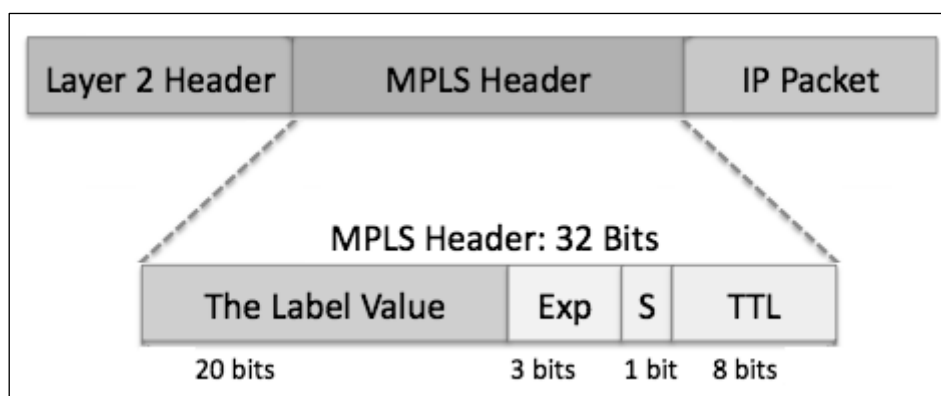 Layer 2 Header MPLS Header IP Packet
MPLS Header: 32 Bits
The Label Value Exp S TTL
20 bits 3 bits 1 bit 8 bits